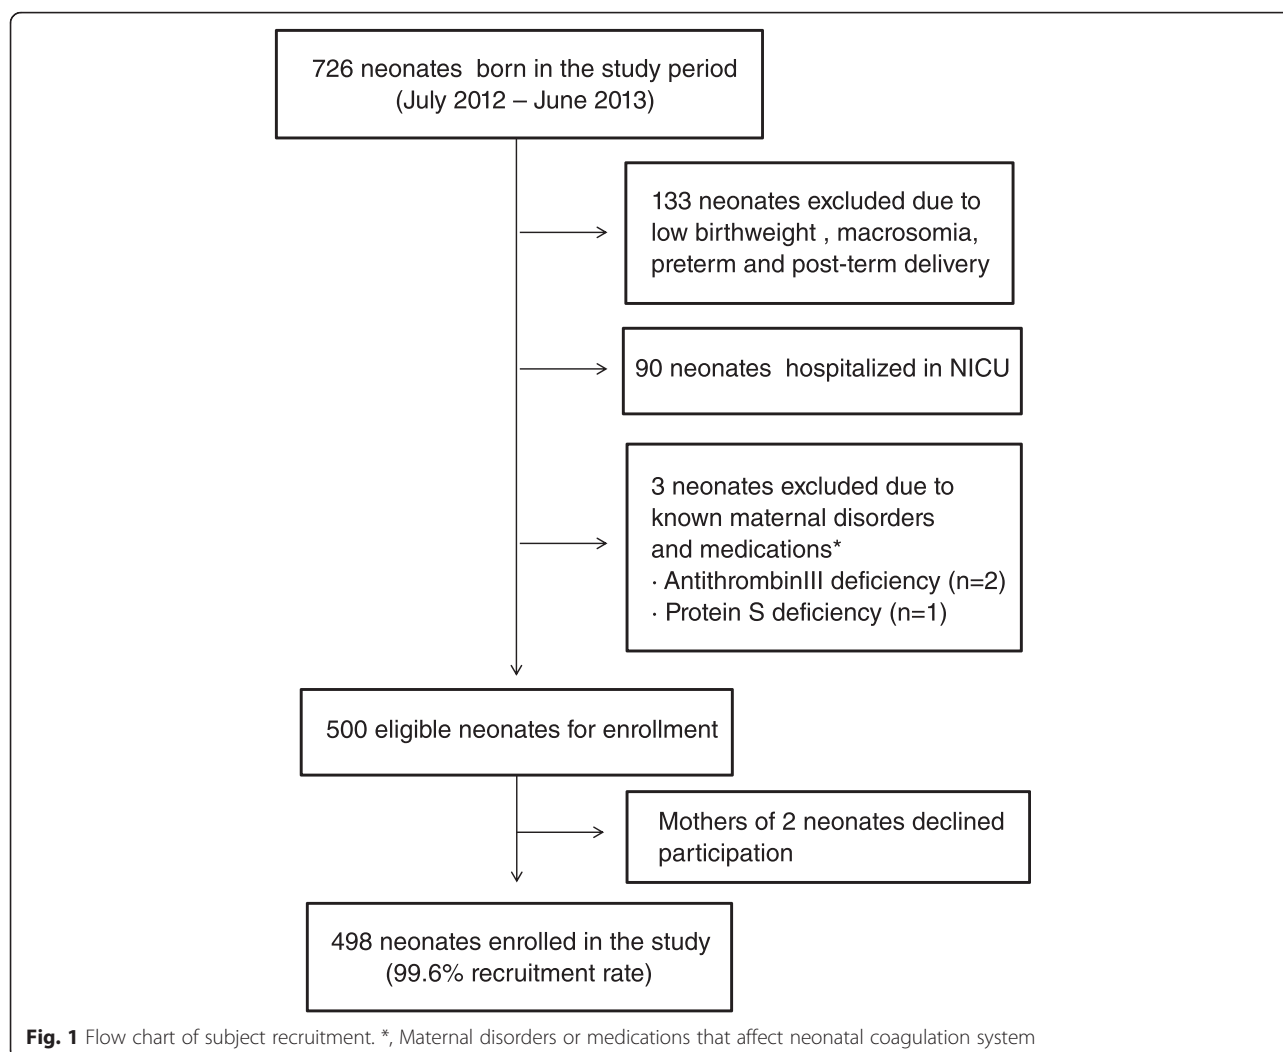 726 neonates born in the study period
(July 2012 – June 2013)
133 neonates excluded due to
low birthweight , macrosomia,
preterm and post-term delivery
90 neonates hospitalized in NICU
3 neonates excluded due to
known maternal disorders
and medications*
· AntithrombinIII deficiency (n=2)
· Protein S deficiency (n=1)
500 eligible neonates for enrollment
Mothers of 2 neonates declined
participation
498 neonates enrolled in the study
(99.6% recruitment rate)
Fig. 1 Flow chart of subject recruitment. *, Maternal disorders or medications that affect neonatal coagulation system